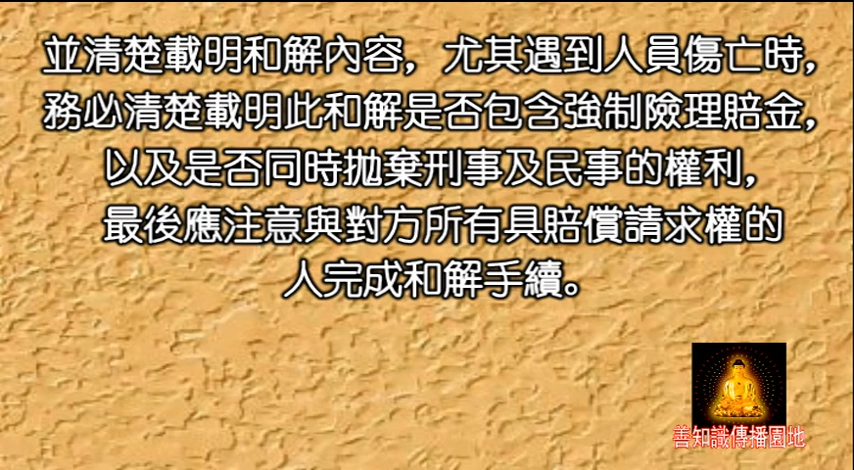 並清楚載明和解內容，尤其遇到人員傷亡時，
務必清楚載明此和解是否包含強制險理賠金，
以及是否同時拋棄刑事及民事的權利，
最後應注意與對方所有具賠償請求權的
人完成和解手續。
善知識傳播園地